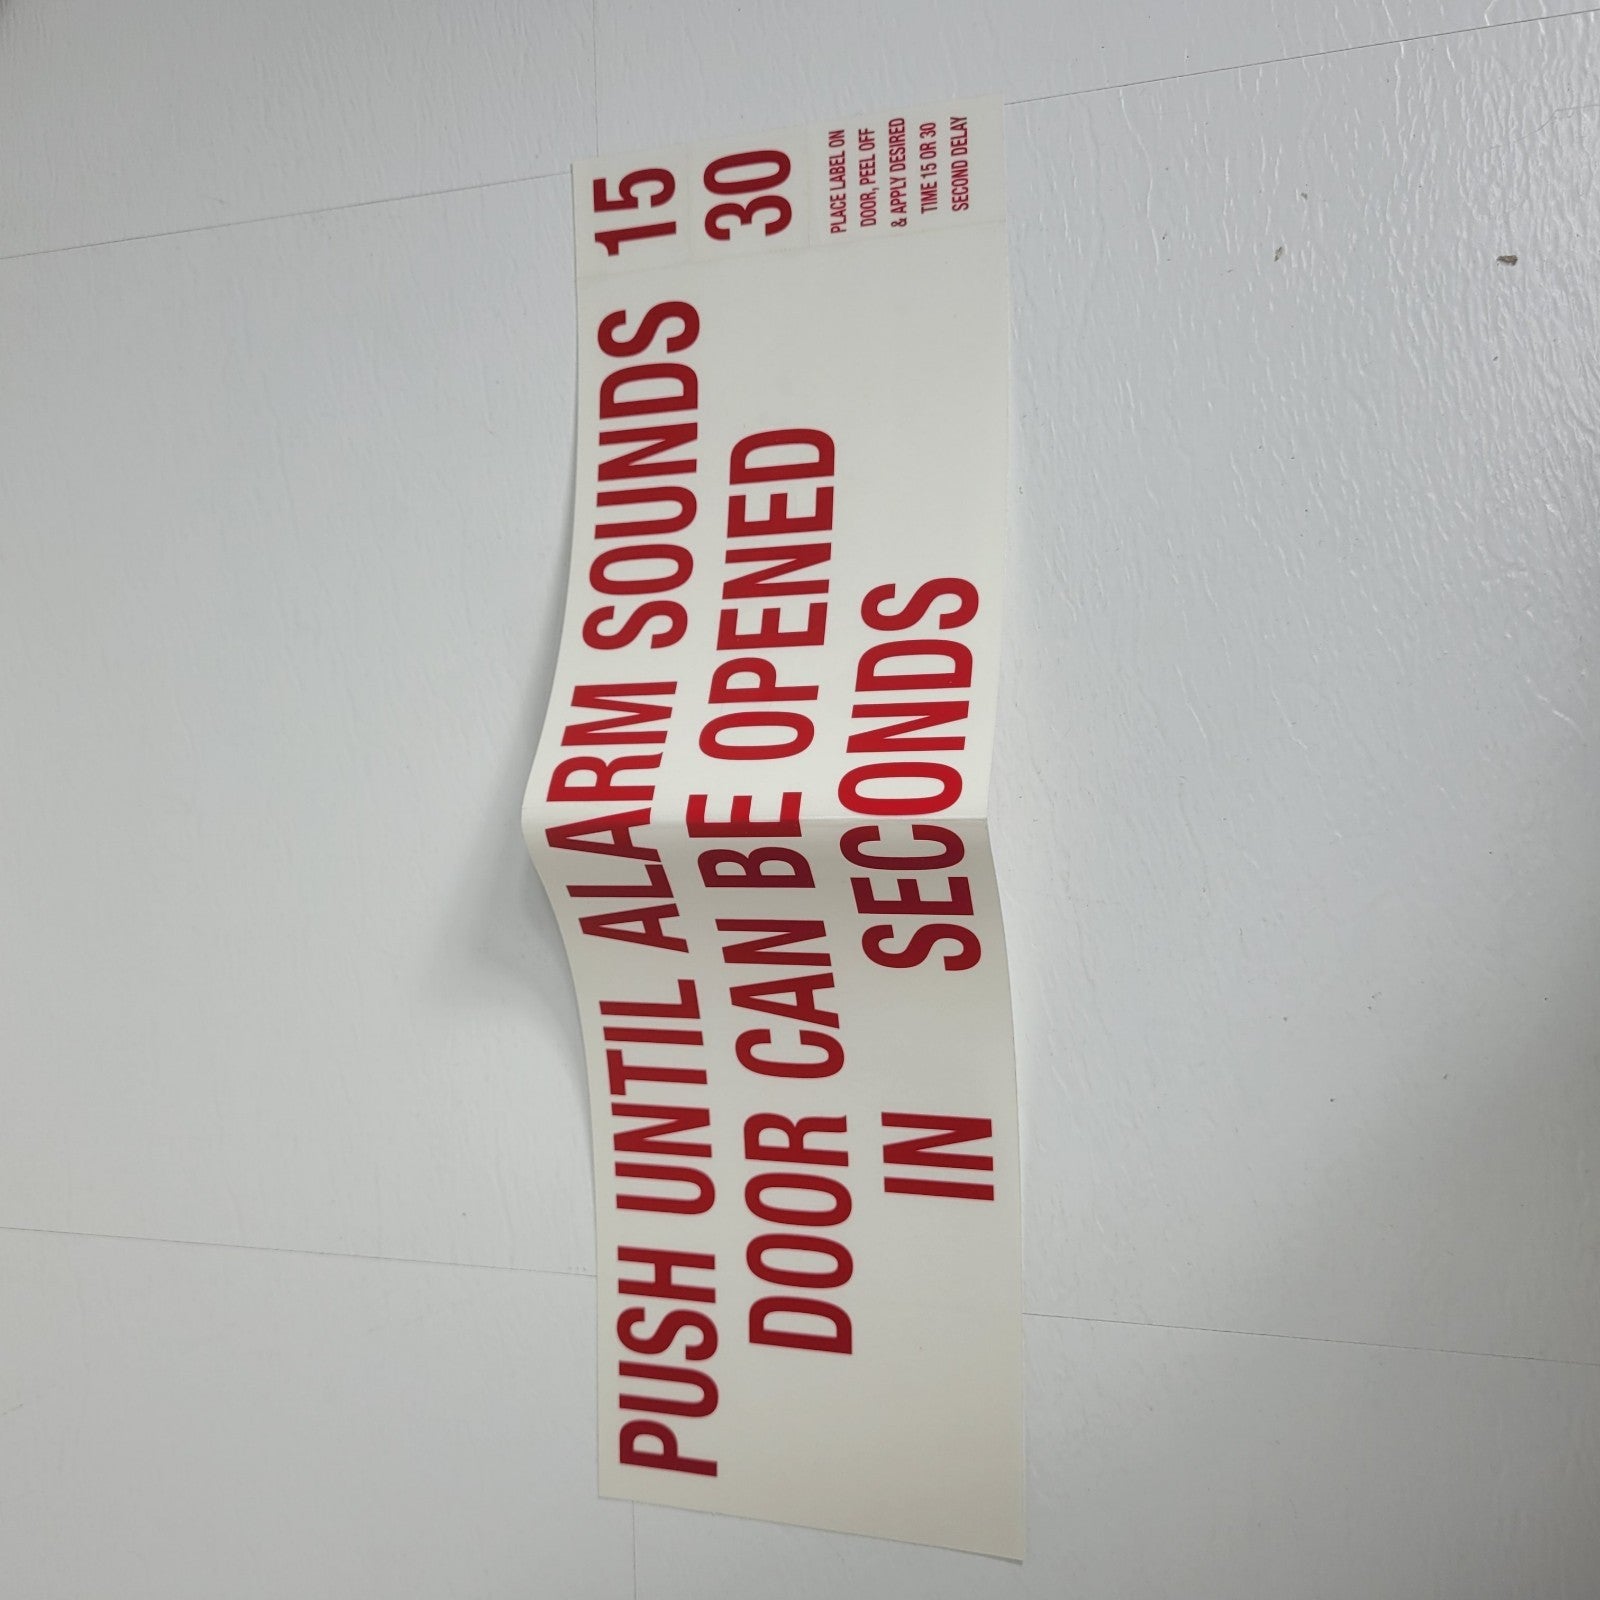 PUSH UNTIL ALARM SOUNDS
DOOR CAN BE OPENED
IN SECONDS
15
30
PLACE LABEL ON
DOOR, PEEL OFF
& APPLY DESIRED
TIME 15 OR 30
SECOND DELAY